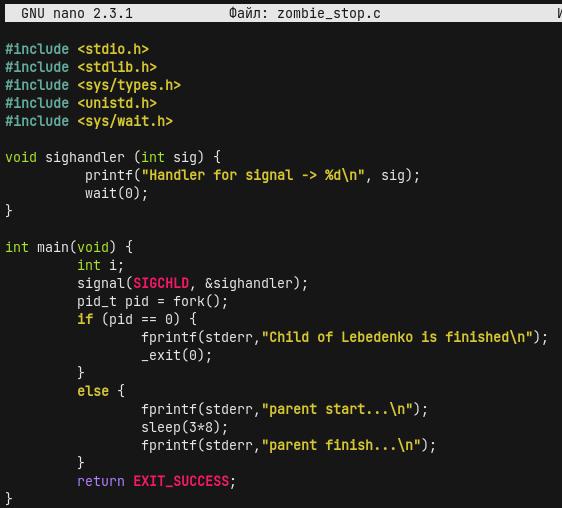 GNU nano 2.3.1 Файл: zombie_stop.c И
#include <stdio.h>
#include <stdlib.h>
#include <sys/types.h>
#include <unistd.h>
#include <sys/wait.h>
void sighandler (int sig) {
printf("Handler for signal -> %d\n", sig);
wait(0);
}
int main(void) {
int i;
signal(SIGCHLD, &sighandler);
pid_t pid = fork();
if (pid == 0) {
fprintf(stderr,"Child of Lebedenko is finished\n");
_exit(0);
}
else {
fprintf(stderr,"parent start...\n");
sleep(3*8);
fprintf(stderr,"parent finish...\n");
}
return EXIT_SUCCESS;
}